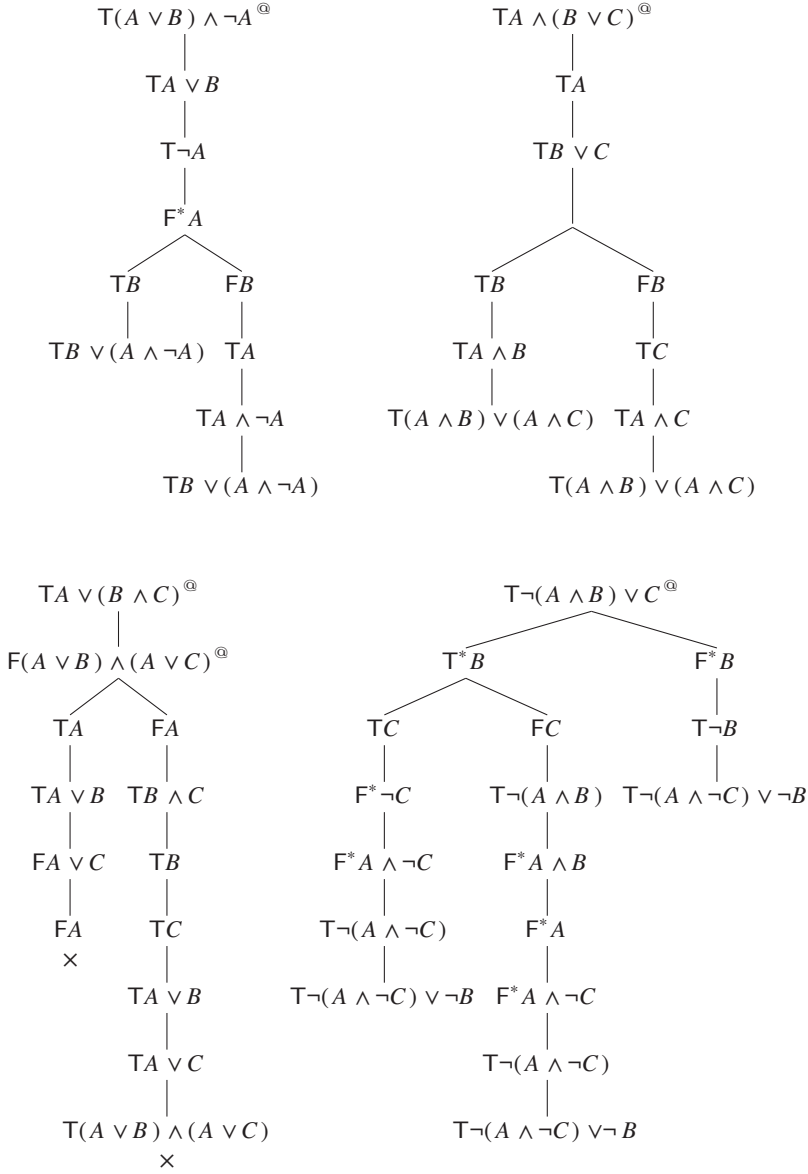 T(A ∨ B) ∧ ¬A@
TA ∨ B
T¬A
F*A
TB FB
TB ∨ (A ∧ ¬A) TA
TA ∧ ¬A
TB ∨ (A ∧ ¬A)
TA ∧ (B ∨ C)@
TA
TB ∨ C
TB FB
TA ∧ B TC
T(A ∧ B) ∨ (A ∧ C) TA ∧ C
T(A ∧ B) ∨ (A ∧ C)
TA ∨ (B ∧ C)@
F(A ∨ B) ∧ (A ∨ C)@
TA FA
TA ∨ B TB ∧ C
FA ∨ C TB
FA TC
×
TA ∨ B
TA ∨ C
T(A ∨ B) ∧ (A ∨ C)
×
T¬(A ∧ B) ∨ C@
T*B F*B
TC FC T¬B
F*¬C T¬(A ∧ B) T¬(A ∧ ¬C) ∨ ¬B
F*A ∧ ¬C F*A ∧ B
T¬(A ∧ ¬C) F*A
T¬(A ∧ ¬C) ∨ ¬B F*A ∧ ¬C
T¬(A ∧ ¬C)
T¬(A ∧ ¬C) ∨ ¬B